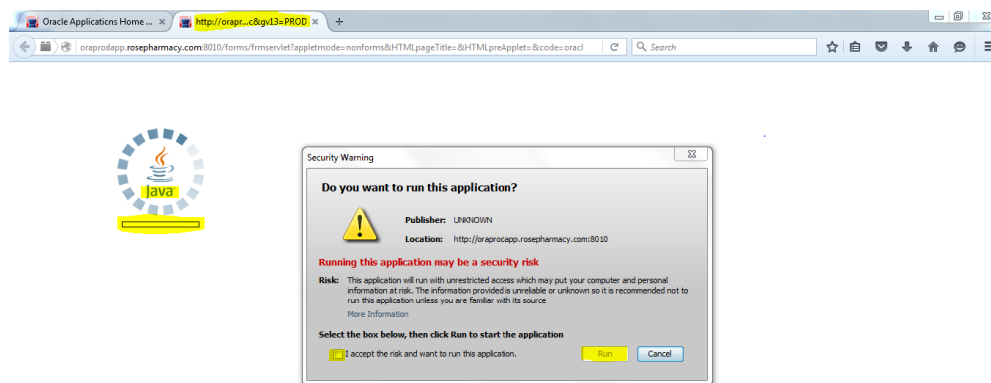 Oracle Applications Home ...
http://orapr...c&gv13=PROD
oraprodapp.rosepharmacy.com:8010/forms/frmservlet?appletmode=nonforms&HTMLpageTitle=&HTMLpreApplet=&code=oracl
Search
Java
Security Warning
Do you want to run this application?
Publisher: UNKNOWN
Location: http://oraprodapp.rosepharmacy.com:8010
Running this application may be a security risk
Risk: This application will run with unrestricted access which may put your computer and personal
information at risk. The information provided is unreliable or unknown so it is recommended not to
run this application unless you are familiar with its source
More Information
Select the box below, then click Run to start the application
I accept the risk and want to run this application.
Run
Cancel